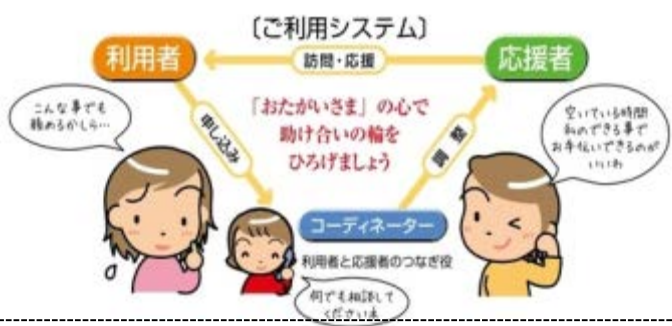 〔ご利用システム〕
利用者
訪問・応援
応援者
こんな事でも
頼めるかしら…
申し込み
「おたがいさま」の心で
助け合いの輪を
ひろげましょう
調整
空いている時間
私のできる事で
お手伝いできるのが
いいわ
コーディネーター
利用者と応援者のつなぎ役
何でも相談して
くださいネ